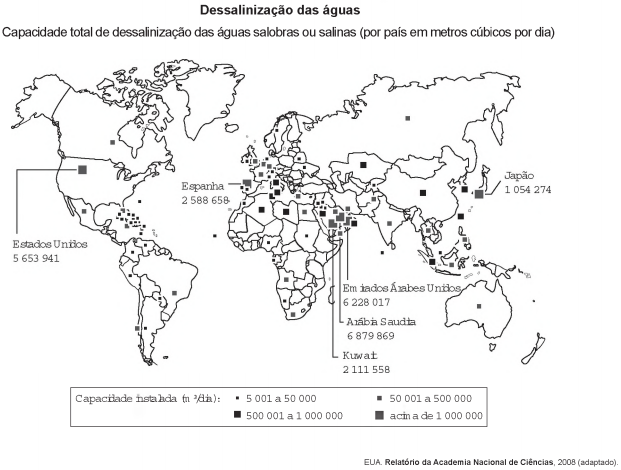 Dessalinização das águas
Capacidade total de dessalinização das águas salobras ou salinas (por país em metros cúbicos por dia)
Japão
1 054 274
Espanha
2 588 658
Estados Unidos
5 653 941
Emirados Árabes Unidos
6 228 017
Arábia Saudita
6 879 869
Kuwait
2 111 558
Capacidade instalada (m³/dia): 5 001 a 50 000 50 001 a 500 000
500 001 a 1 000 000 acima de 1 000 000
EUA. Relatório da Academia Nacional de Ciências, 2008 (adaptado).